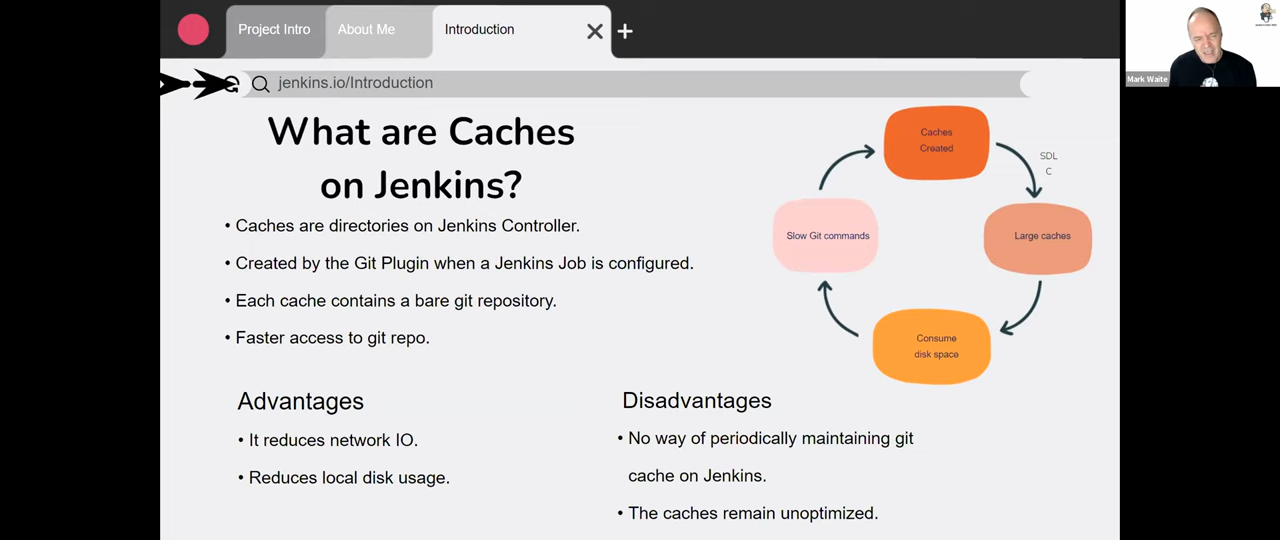 Project Intro
About Me
Introduction
jenkins.io/Introduction
What are Caches
on Jenkins?
• Caches are directories on Jenkins Controller.
• Created by the Git Plugin when a Jenkins Job is configured.
• Each cache contains a bare git repository.
• Faster access to git repo.
Caches
Created
SDL
C
Slow Git commands
Large caches
Consume
disk space
Advantages
• It reduces network IO.
• Reduces local disk usage.
Disadvantages
• No way of periodically maintaining git
cache on Jenkins.
• The caches remain unoptimized.
Mark Waite